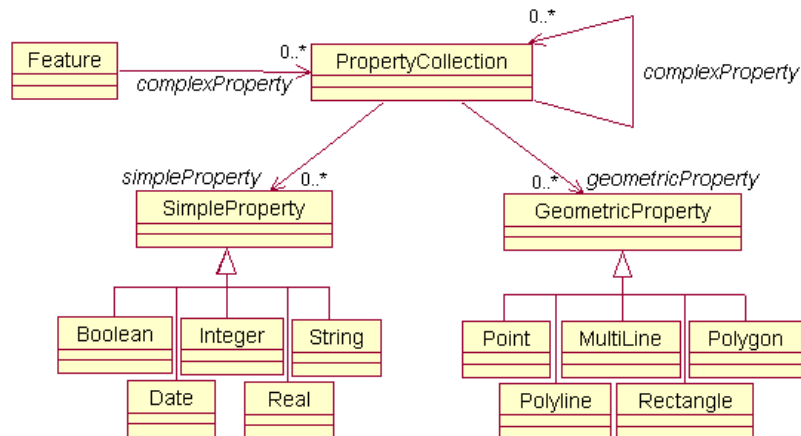 0..*
Feature
0..*
PropertyCollection
complexProperty
complexProperty
simpleProperty
0..*
0..*
geometricProperty
SimpleProperty
GeometricProperty
Boolean
Integer
String
Point
MultiLine
Polygon
Date
Real
Polyline
Rectangle